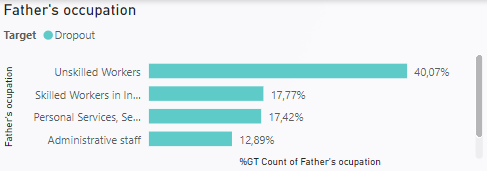 Father's occupation
Target Dropout
Father's ocupation
Unskilled Workers 40,07%
Skilled Workers in In... 17,77%
Personal Services, Se... 17,42%
Administrative staff 12,89%
%GT Count of Father's ocupation